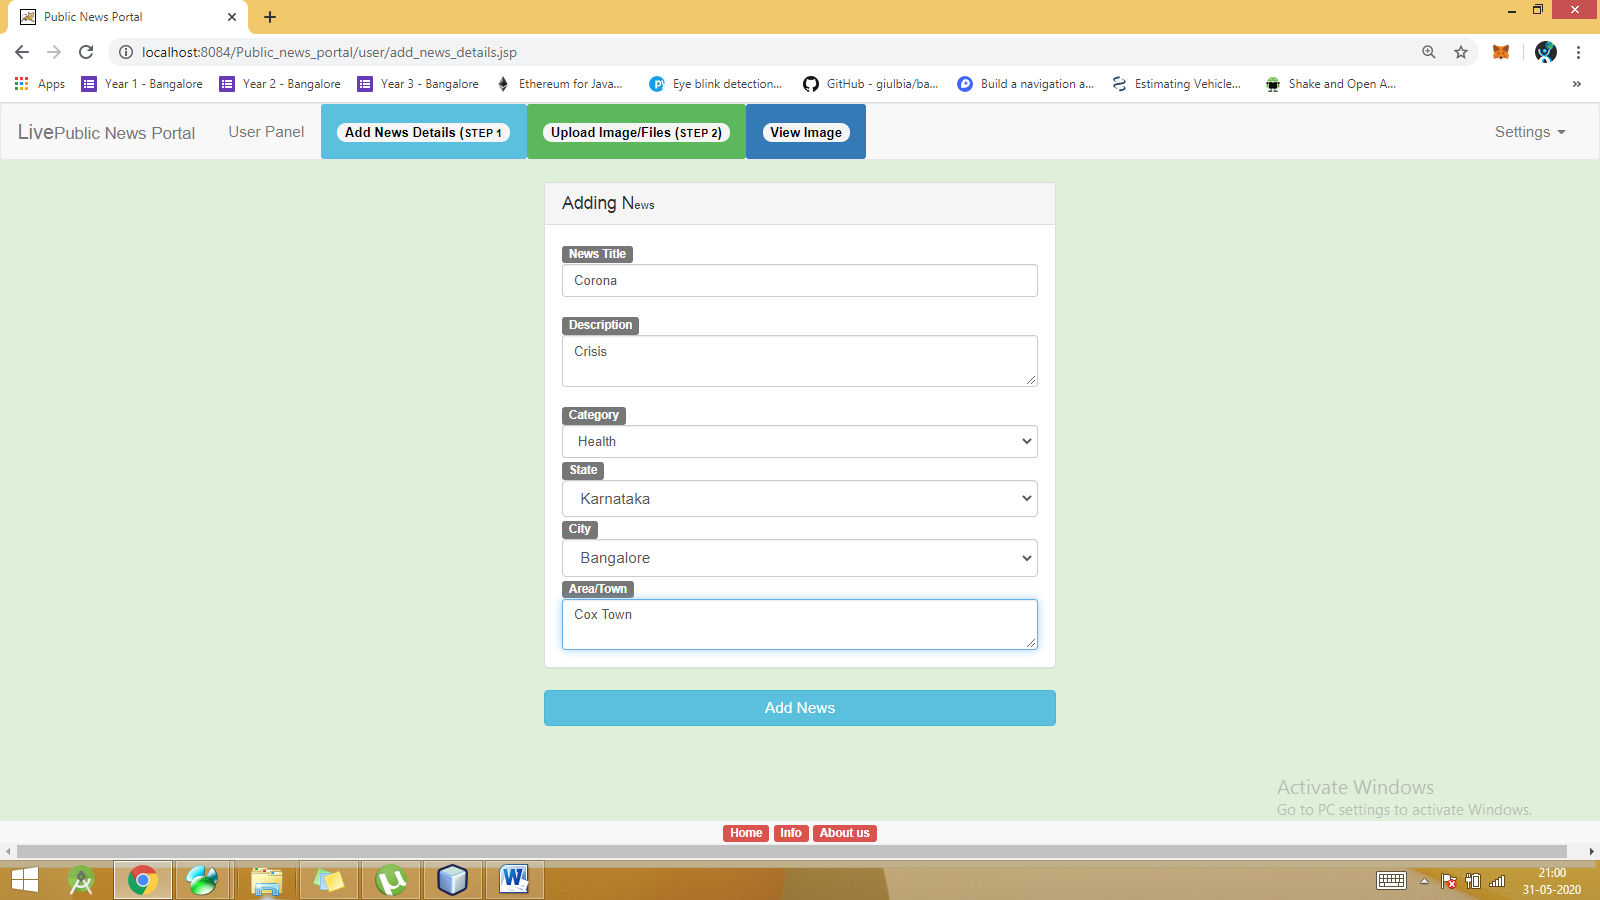 Public News Portal
localhost:8084/Public_news_portal/user/add_news_details.jsp
Apps Year 1 - Bangalore Year 2 - Bangalore Year 3 - Bangalore Ethereum for Java... Eye blink detection... GitHub - giulbia/ba... Build a navigation a... Estimating Vehicle... Shake and Open A... »
LivePublic News Portal User Panel Add News Details (STEP 1 Upload Image/Files (STEP 2) View Image Settings
Adding News
News Title
Corona
Description
Crisis
Category
Health
State
Karnataka
City
Bangalore
Area/Town
Cox Town
Add News
Activate Windows
Go to PC settings to activate Windows.
Home Info About us
21:00
31-05-2020